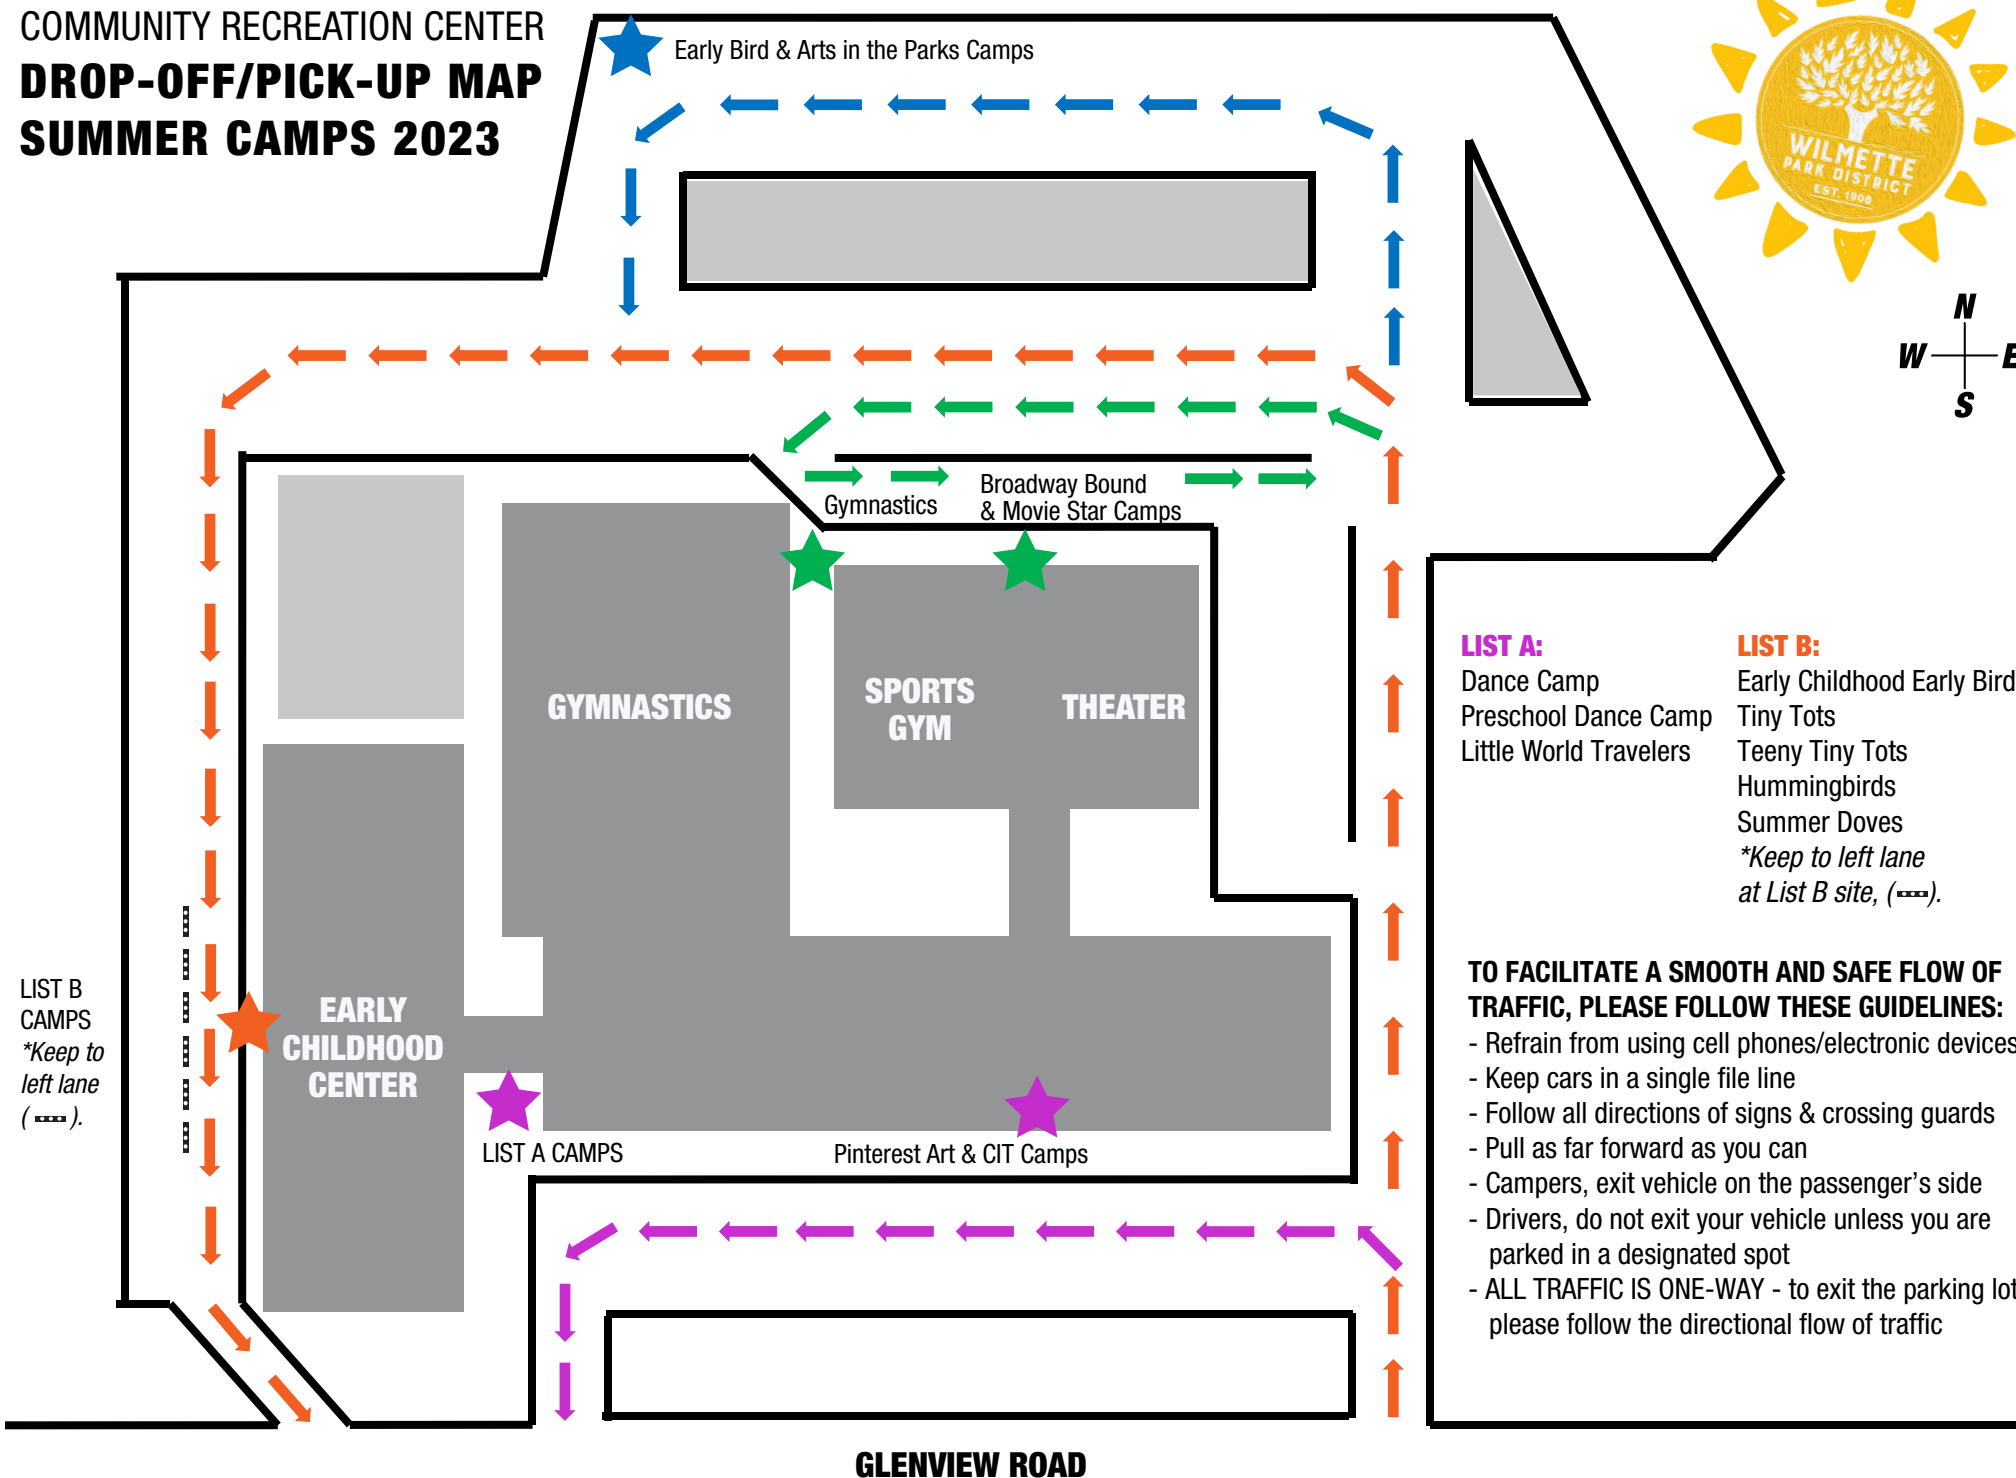 COMMUNITY RECREATION CENTER
DROP-OFF/PICK-UP MAP
SUMMER CAMPS 2023
Early Bird & Arts in the Parks Camps
WILMETTE
PARK DISTRICT
EST. 1908
N
W E
S
Gymnastics
Broadway Bound
& Movie Star Camps
GYMNASTICS
SPORTS
GYM
THEATER
EARLY
CHILDHOOD
CENTER
LIST B
CAMPS
*Keep to
left lane
( ).
LIST A CAMPS
Pinterest Art & CIT Camps
LIST A:
Dance Camp
Preschool Dance Camp
Little World Travelers
LIST B:
Early Childhood Early Bird
Tiny Tots
Teeny Tiny Tots
Hummingbirds
Summer Doves
*Keep to left lane
at List B site, ( ).
TO FACILITATE A SMOOTH AND SAFE FLOW OF
TRAFFIC, PLEASE FOLLOW THESE GUIDELINES:
- Refrain from using cell phones/electronic devices
- Keep cars in a single file line
- Follow all directions of signs & crossing guards
- Pull as far forward as you can
- Campers, exit vehicle on the passenger's side
- Drivers, do not exit your vehicle unless you are
parked in a designated spot
- ALL TRAFFIC IS ONE-WAY - to exit the parking lot
please follow the directional flow of traffic
GLENVIEW ROAD